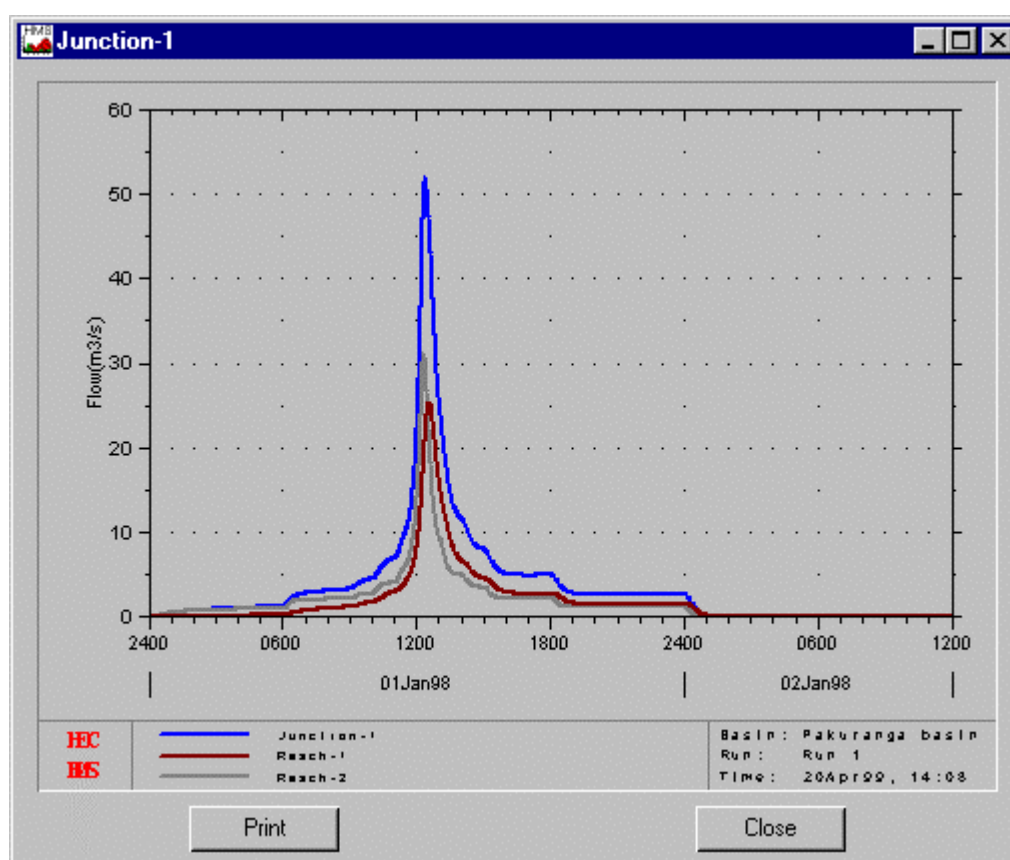 HMS Junction-1
60
50
40
30
20
10
0
Flow(m3/s)
2400 0600 1200 1800 2400 0600 1200
01Jan98 02Jan98
HEC
HMS
Junction-1
Reach-1
Reach-2
Basin: Pakuranga basin
Run: Run 1
Time: 20Apr99, 14:08
Print Close